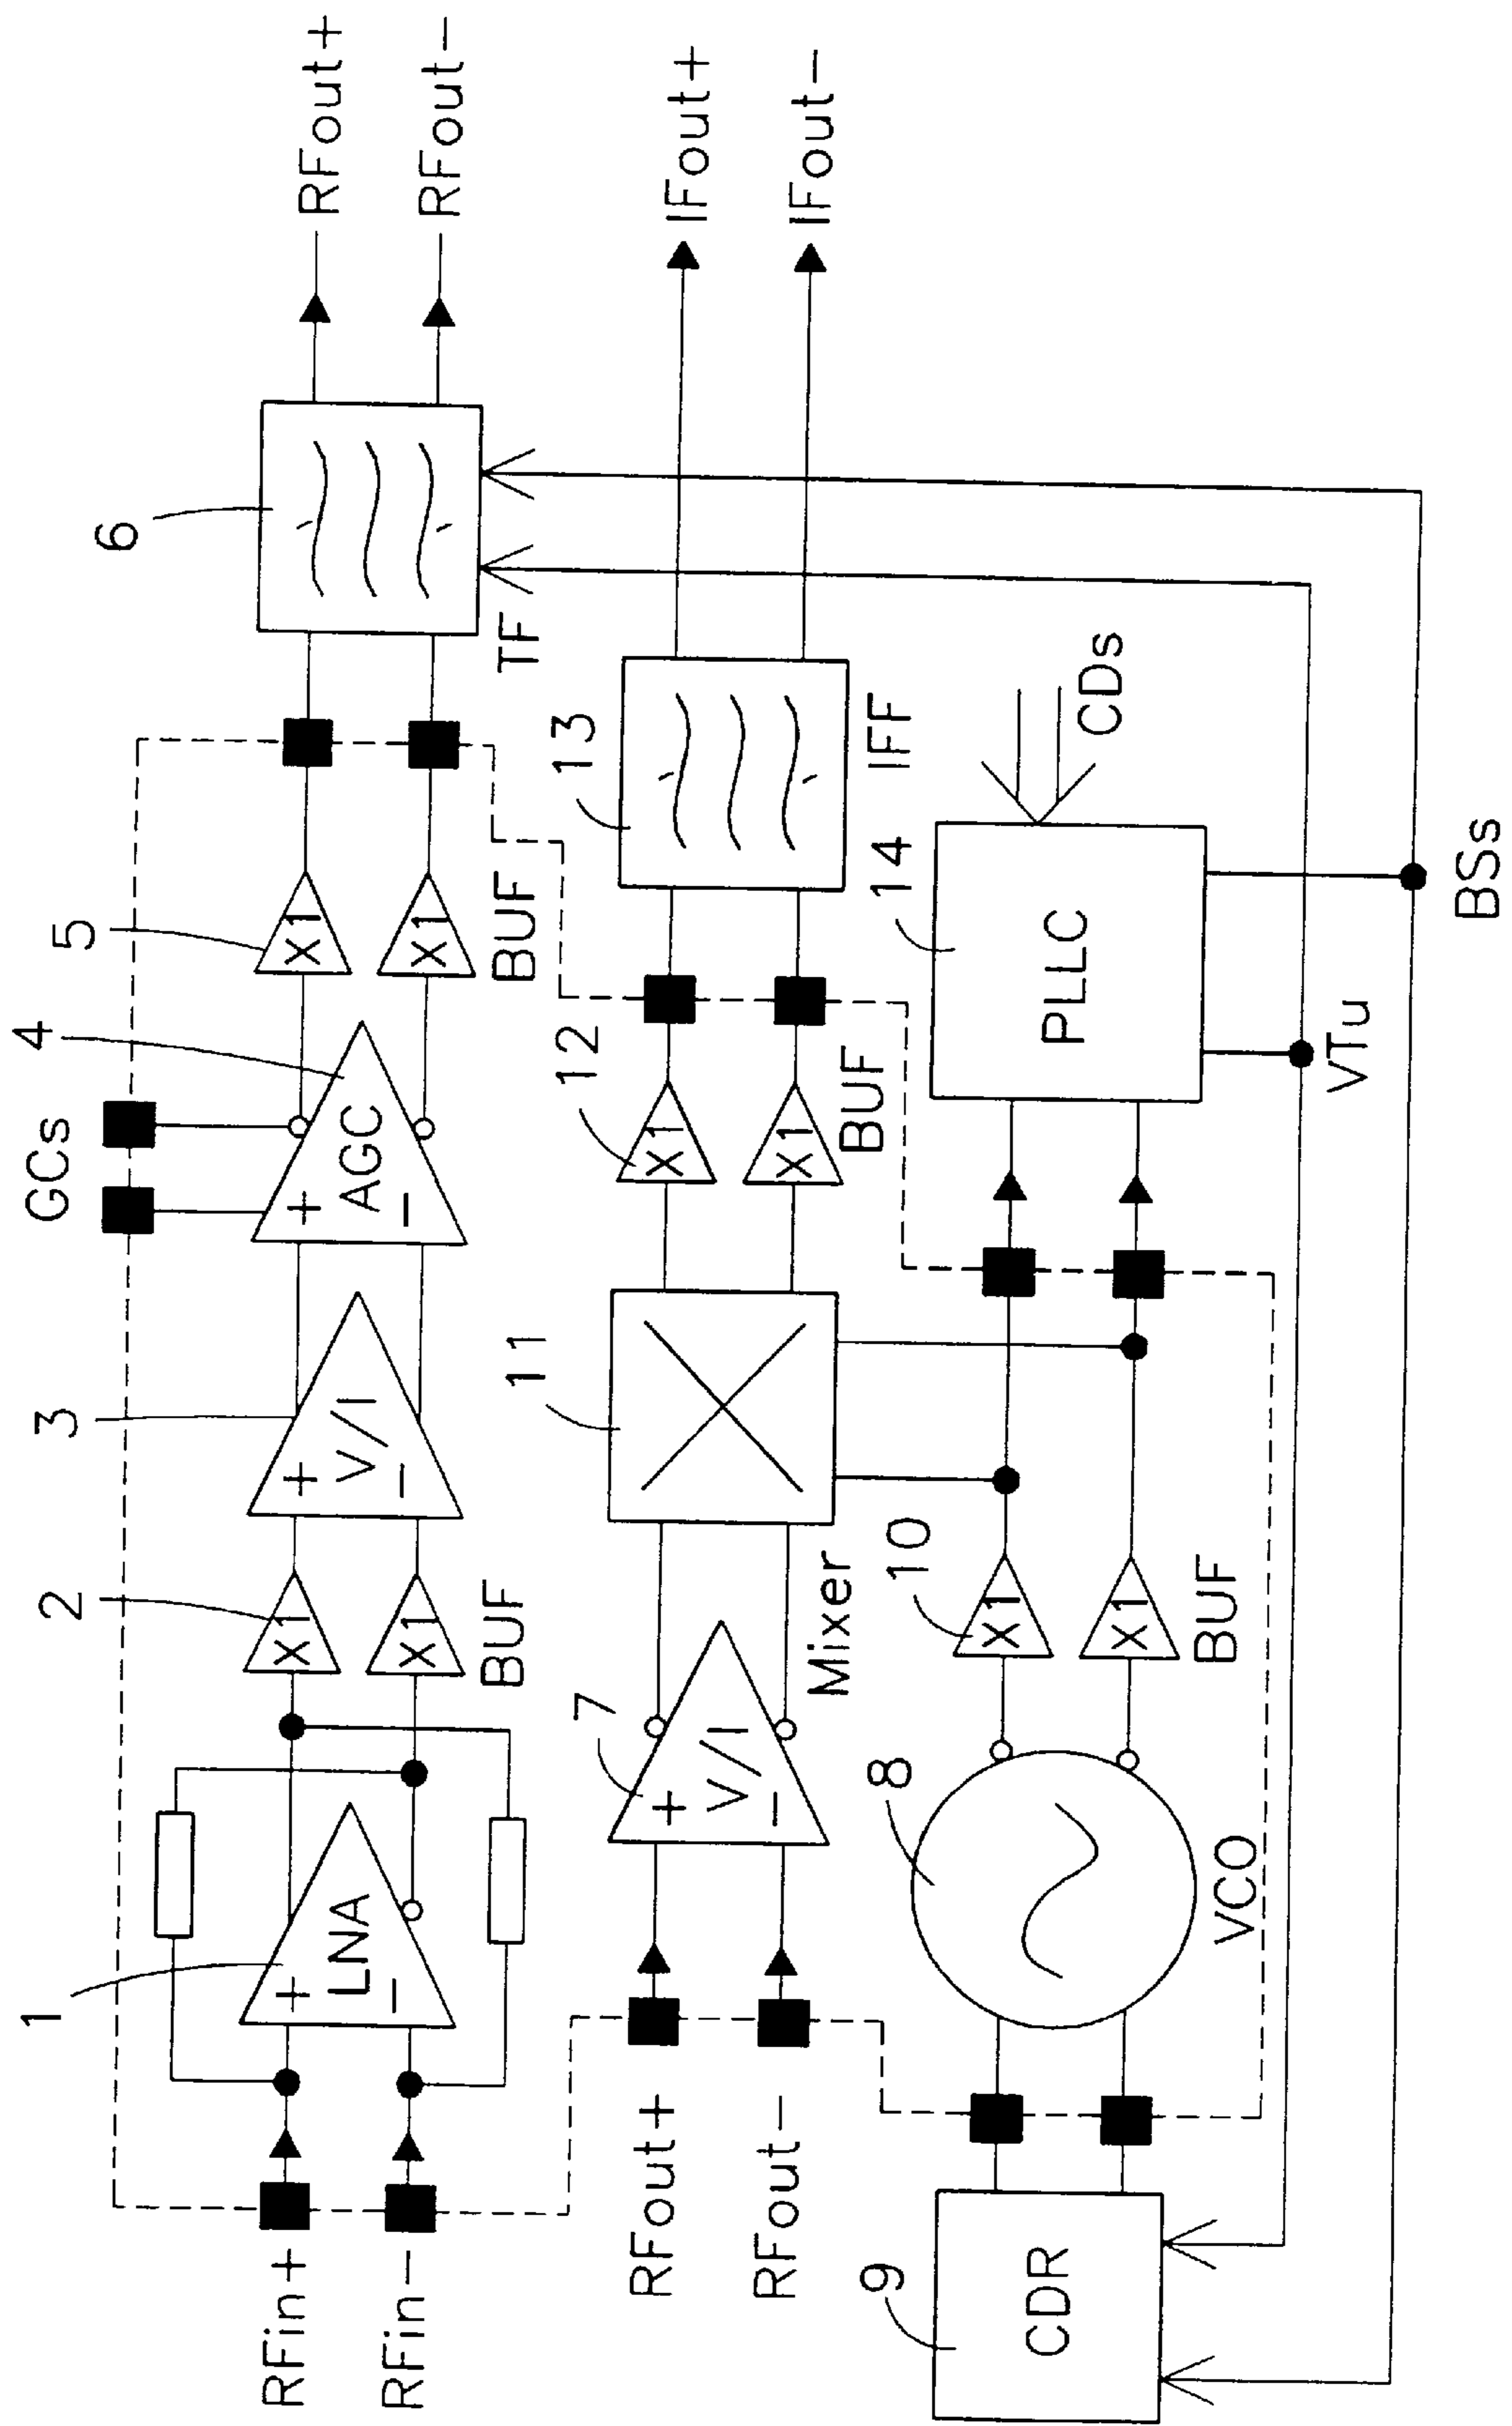 1
2
3
4
5
6
GCs
RFin+
RFin-
+
LNA
-
X1
X1
BUF
+
V/I
-
+
AGC
-
X1
X1
BUF
TF
RFout+
RFout-
7
11
12
13
RFout+
RFout-
+
V/I
-
Mixer
X1
X1
BUF
IFF
IFout+
IFout-
9
8
10
14
CDR
VCO
X1
X1
BUF
PLLC
CDs
VTu
BSs